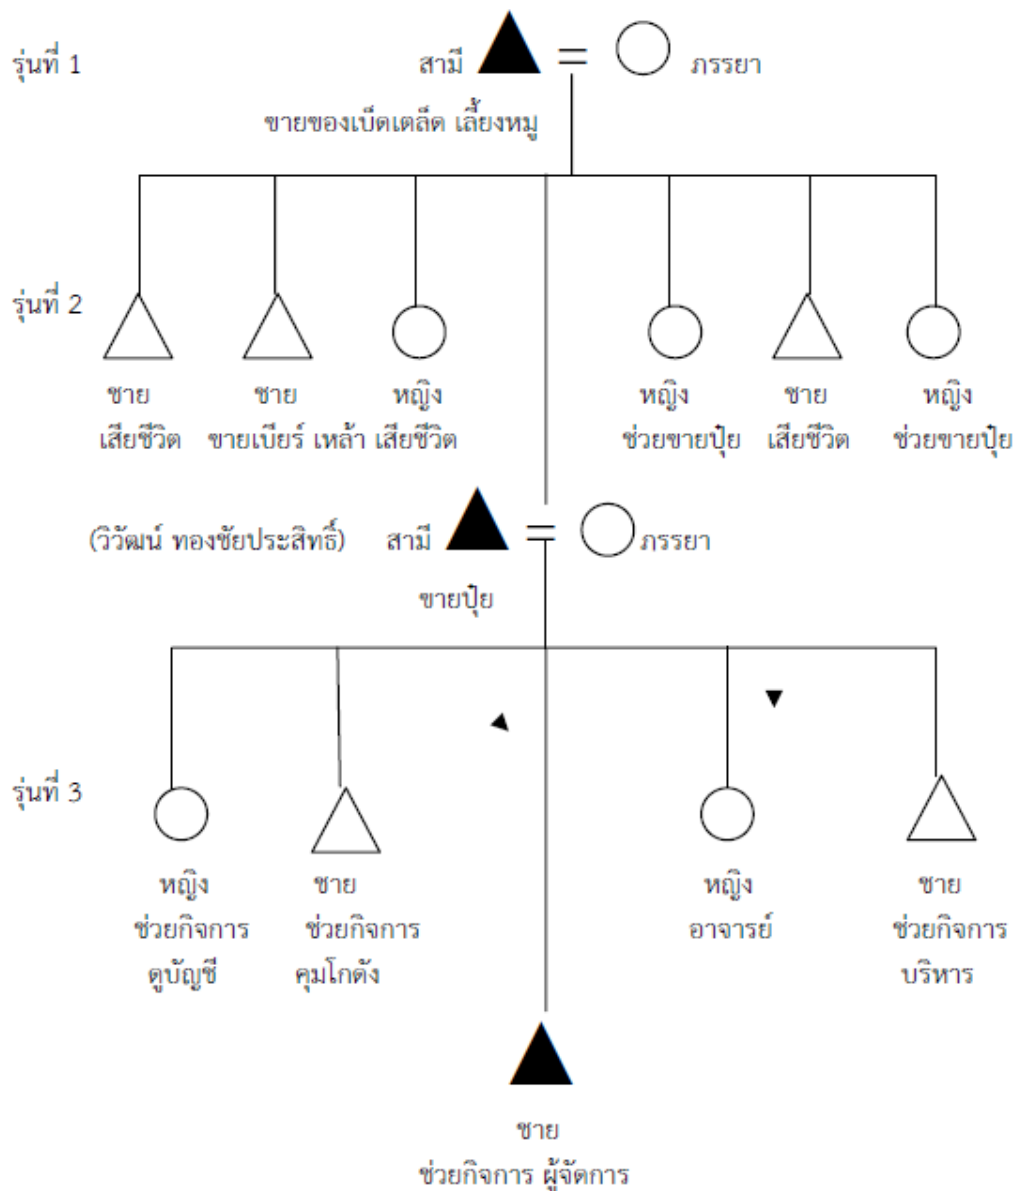 รุ่นที่ 1 สามี = ภรรยา
ขายของเบ็ดเตล็ด เลี้ยงหมู
รุ่นที่ 2
ชาย ชาย หญิง หญิง ชาย หญิง
เสียชีวิต ขายเบียร์ เหล้า เสียชีวิต ช่วยขายปุ๋ย เสียชีวิต ช่วยขายปุ๋ย
(วิวัฒน์ ทองชัยประสิทธิ์) สามี = ภรรยา
ขายปุ๋ย
รุ่นที่ 3
หญิง ชาย หญิง ชาย
ช่วยกิจการ ช่วยกิจการ อาจารย์ ช่วยกิจการ
ดูบัญชี คุมโกดัง บริหาร
ชาย
ช่วยกิจการ ผู้จัดการ